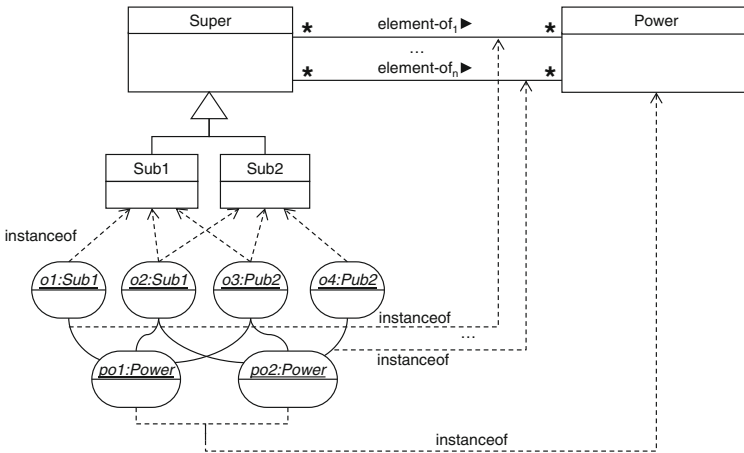 Super
* element-of1► * Power
...
* element-ofn► *
Sub1 Sub2
instanceof
o1:Sub1 o2:Sub1 o3:Pub2 o4:Pub2
instanceof
...
instanceof
po1:Power po2:Power
instanceof